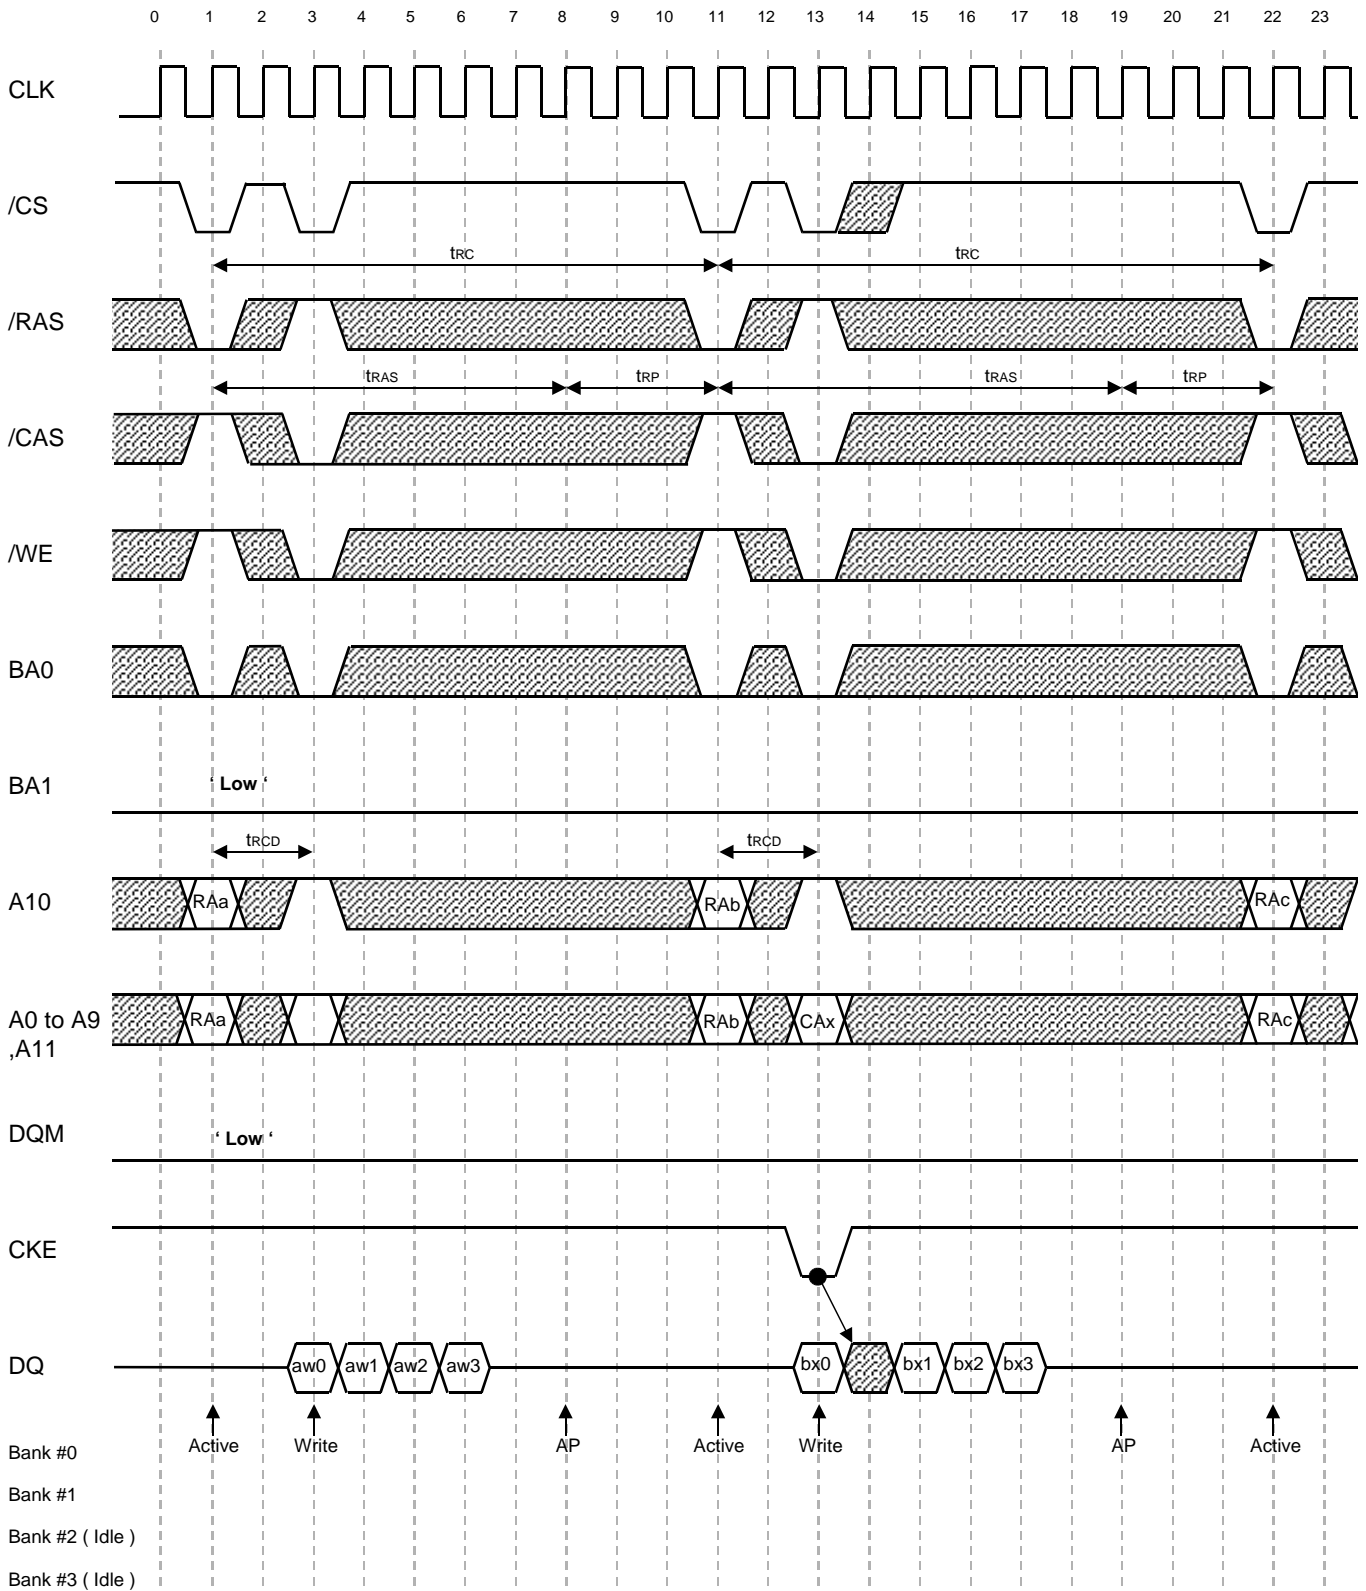 0 1 2 3 4 5 6 7 8 9 10 11 12 13 14 15 16 17 18 19 20 21 22 23
CLK
/CS
tRC tRC
/RAS
tRAS tRP tRAS tRP
/CAS
/WE
BA0
BA1 ‘ Low ‘
tRCD tRCD
A10 RAa RAb RAc
A0 to A9 RAa RAb CAx RAc
,A11
DQM ‘ Low ‘
CKE
DQ aw0 aw1 aw2 aw3 bx0 bx1 bx2 bx3
Active Write AP Active Write AP Active
Bank #0
Bank #1
Bank #2 ( Idle )
Bank #3 ( Idle )